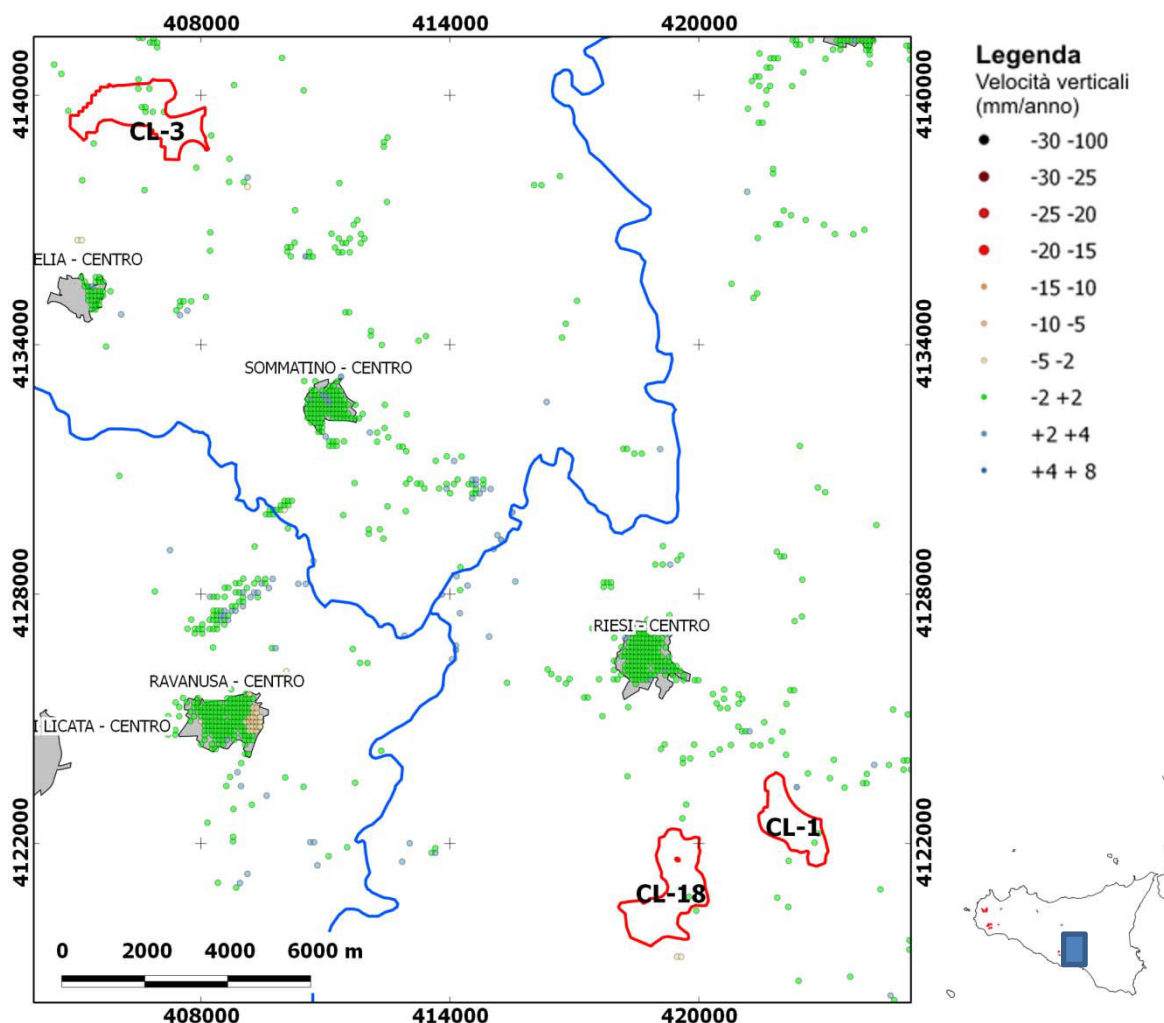 408000 414000 420000
4140000 4140000
CL-3
ELIA - CENTRO
4134000 4134000
SOMMATINO - CENTRO
4128000 4128000
RIESI - CENTRO
RAVANUSA - CENTRO
I LICATA - CENTRO
CL-1
4122000 4122000
CL-18
0 2000 4000 6000 m
408000 414000 420000
Legenda
Velocità verticali
(mm/anno)
-30 -100
-30 -25
-25 -20
-20 -15
-15 -10
-10 -5
-5 -2
-2 +2
+2 +4
+4 + 8